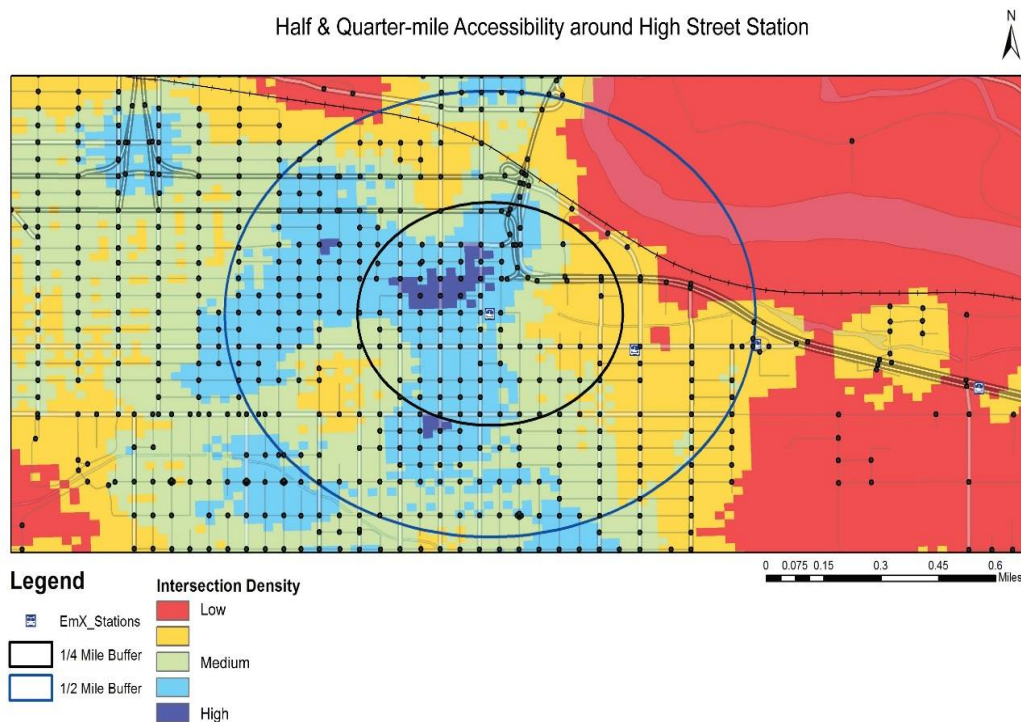 Half & Quarter-mile Accessibility around High Street Station
N
Legend
EmX_Stations
1/4 Mile Buffer
1/2 Mile Buffer
Intersection Density
Low
Medium
High
0 0.075 0.15 0.3 0.45 0.6
Miles